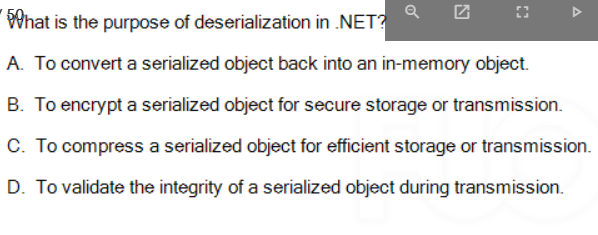 / 50
What is the purpose of deserialization in .NET?
A. To convert a serialized object back into an in-memory object.
B. To encrypt a serialized object for secure storage or transmission.
C. To compress a serialized object for efficient storage or transmission.
D. To validate the integrity of a serialized object during transmission.